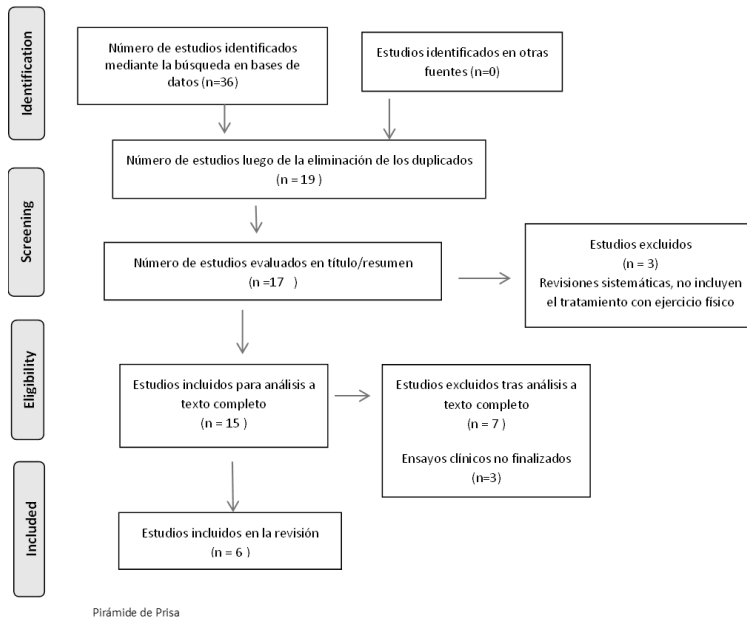 Identification
Número de estudios identificados
mediante la búsqueda en bases de
datos (n=36)
Estudios identificados en otras
fuentes (n=0)
Número de estudios luego de la eliminación de los duplicados
(n = 19 )
Screening
Número de estudios evaluados en título/resumen
(n =17 )
Estudios excluidos
(n = 3)
Revisiones sistemáticas, no incluyen
el tratamiento con ejercicio físico
Eligibility
Estudios incluidos para análisis a
texto completo
(n = 15 )
Estudios excluidos tras análisis a
texto completo
(n = 7 )
Ensayos clínicos no finalizados
(n=3)
Included
Estudios incluidos en la revisión
(n = 6 )
Pirámide de Prisa